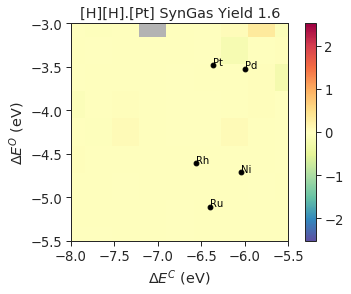 [H][H].[Pt] SynGas Yield 1.6
−3.0
−3.5
−4.0
−4.5
−5.0
−5.5
ΔE^O (eV)
Pt
Pd
Rh
Ni
Ru
−8.0 −7.5 −7.0 −6.5 −6.0 −5.5
ΔE^C (eV)
2
1
0
−1
−2